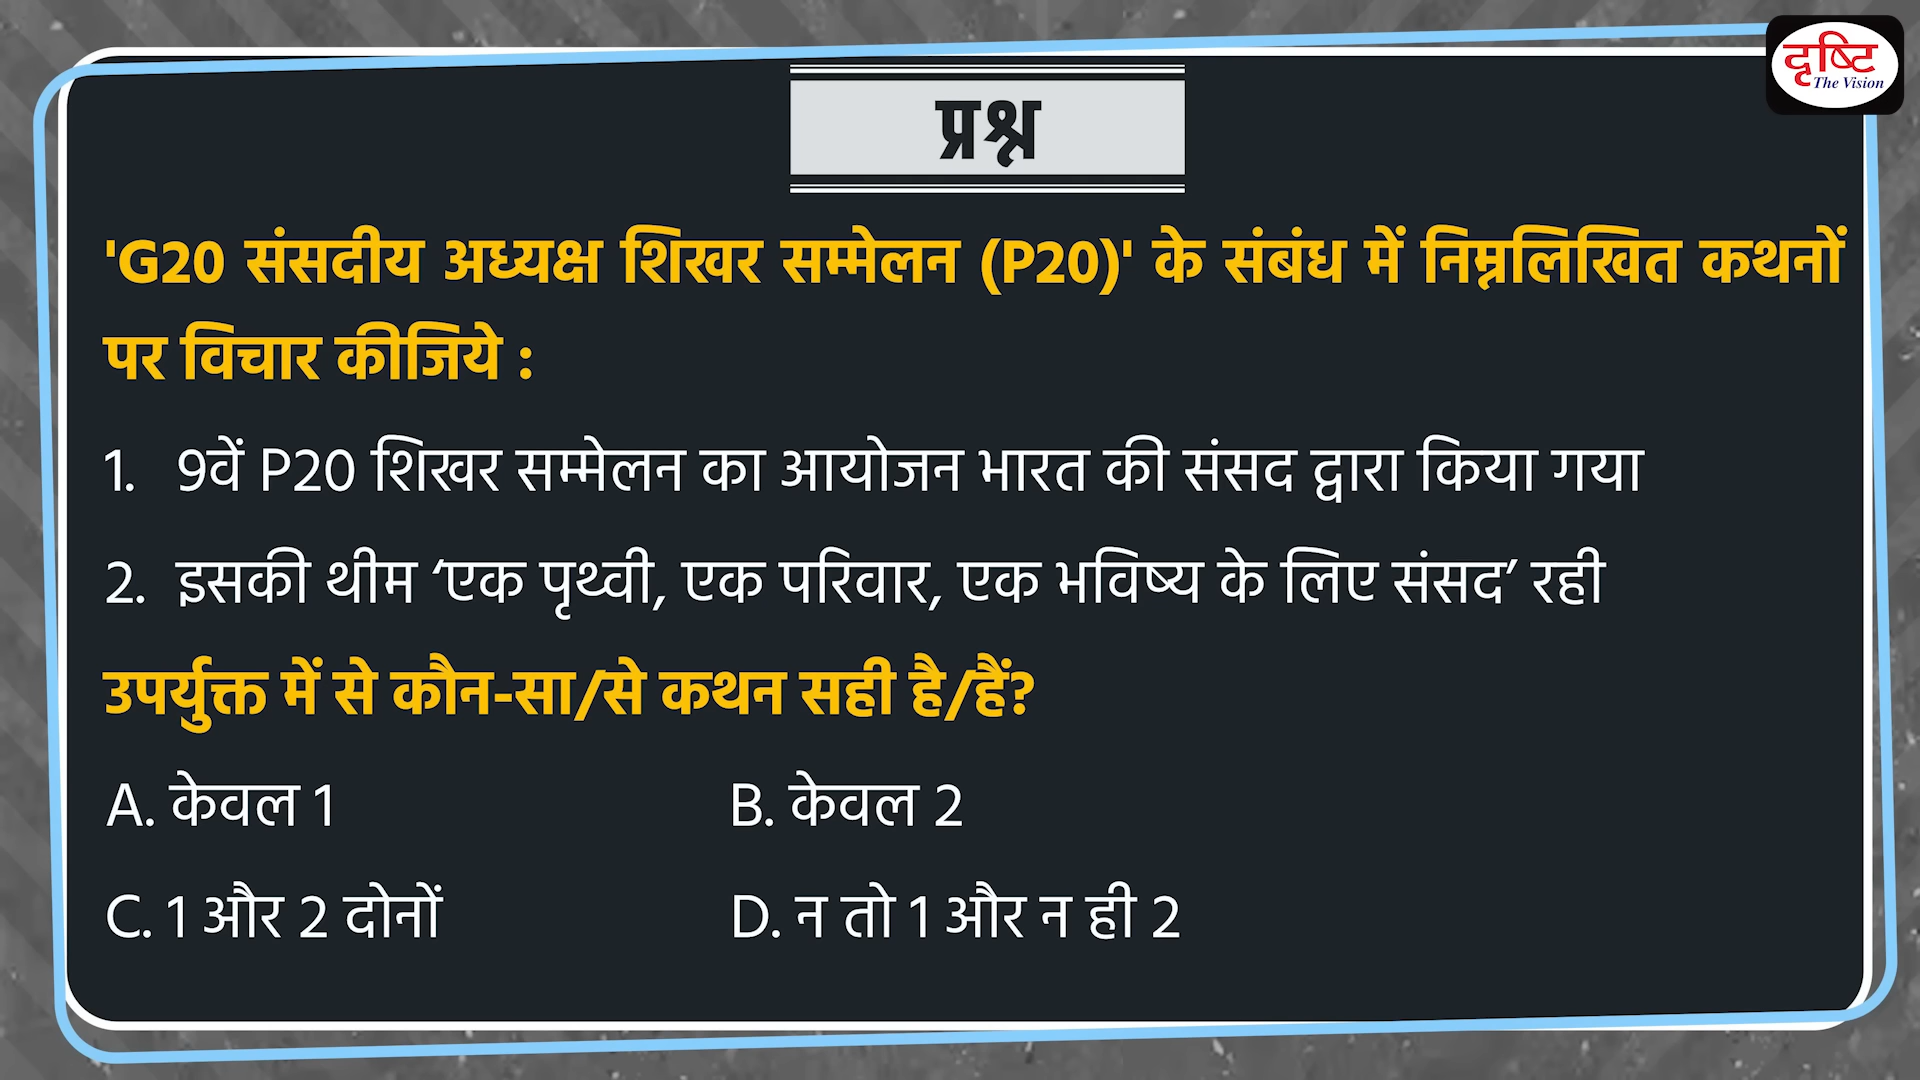 दृष्टि
The Vision
प्रश्न
'G20 संसदीय अध्यक्ष शिखर सम्मेलन (P20)' के संबंध में निम्नलिखित कथनों
पर विचार कीजिये :
1. 9वें P20 शिखर सम्मेलन का आयोजन भारत की संसद द्वारा किया गया
2. इसकी थीम ‘एक पृथ्वी, एक परिवार, एक भविष्य के लिए संसद’ रही
उपर्युक्त में से कौन-सा/से कथन सही है/हैं?
A. केवल 1 B. केवल 2
C. 1 और 2 दोनों D. न तो 1 और न ही 2